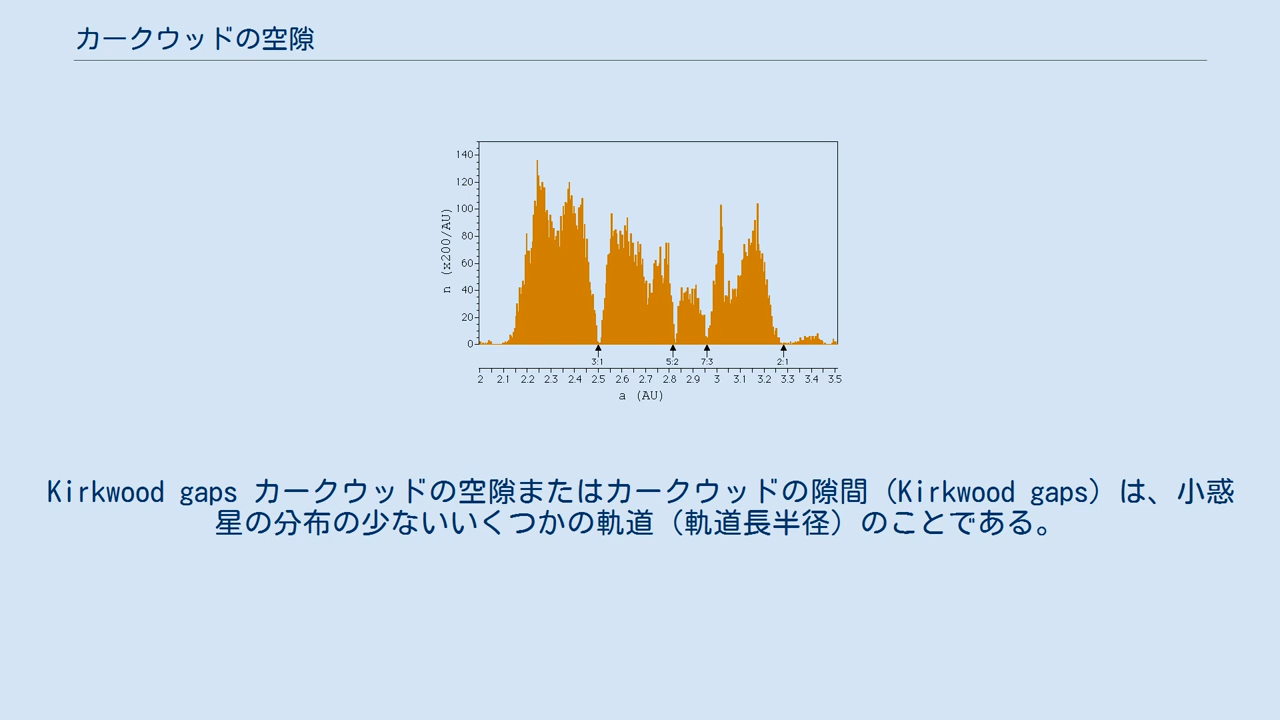 カークウッドの空隙
140
120
100
80
60
40
20
0
n (x200/AU)
3:1 5:2 7:3 2:1
2 2.1 2.2 2.3 2.4 2.5 2.6 2.7 2.8 2.9 3 3.1 3.2 3.3 3.4 3.5
a (AU)
Kirkwood gaps カークウッドの空隙またはカークウッドの隙間（Kirkwood gaps）は、小惑
星の分布の少ないいくつかの軌道（軌道長半径）のことである。